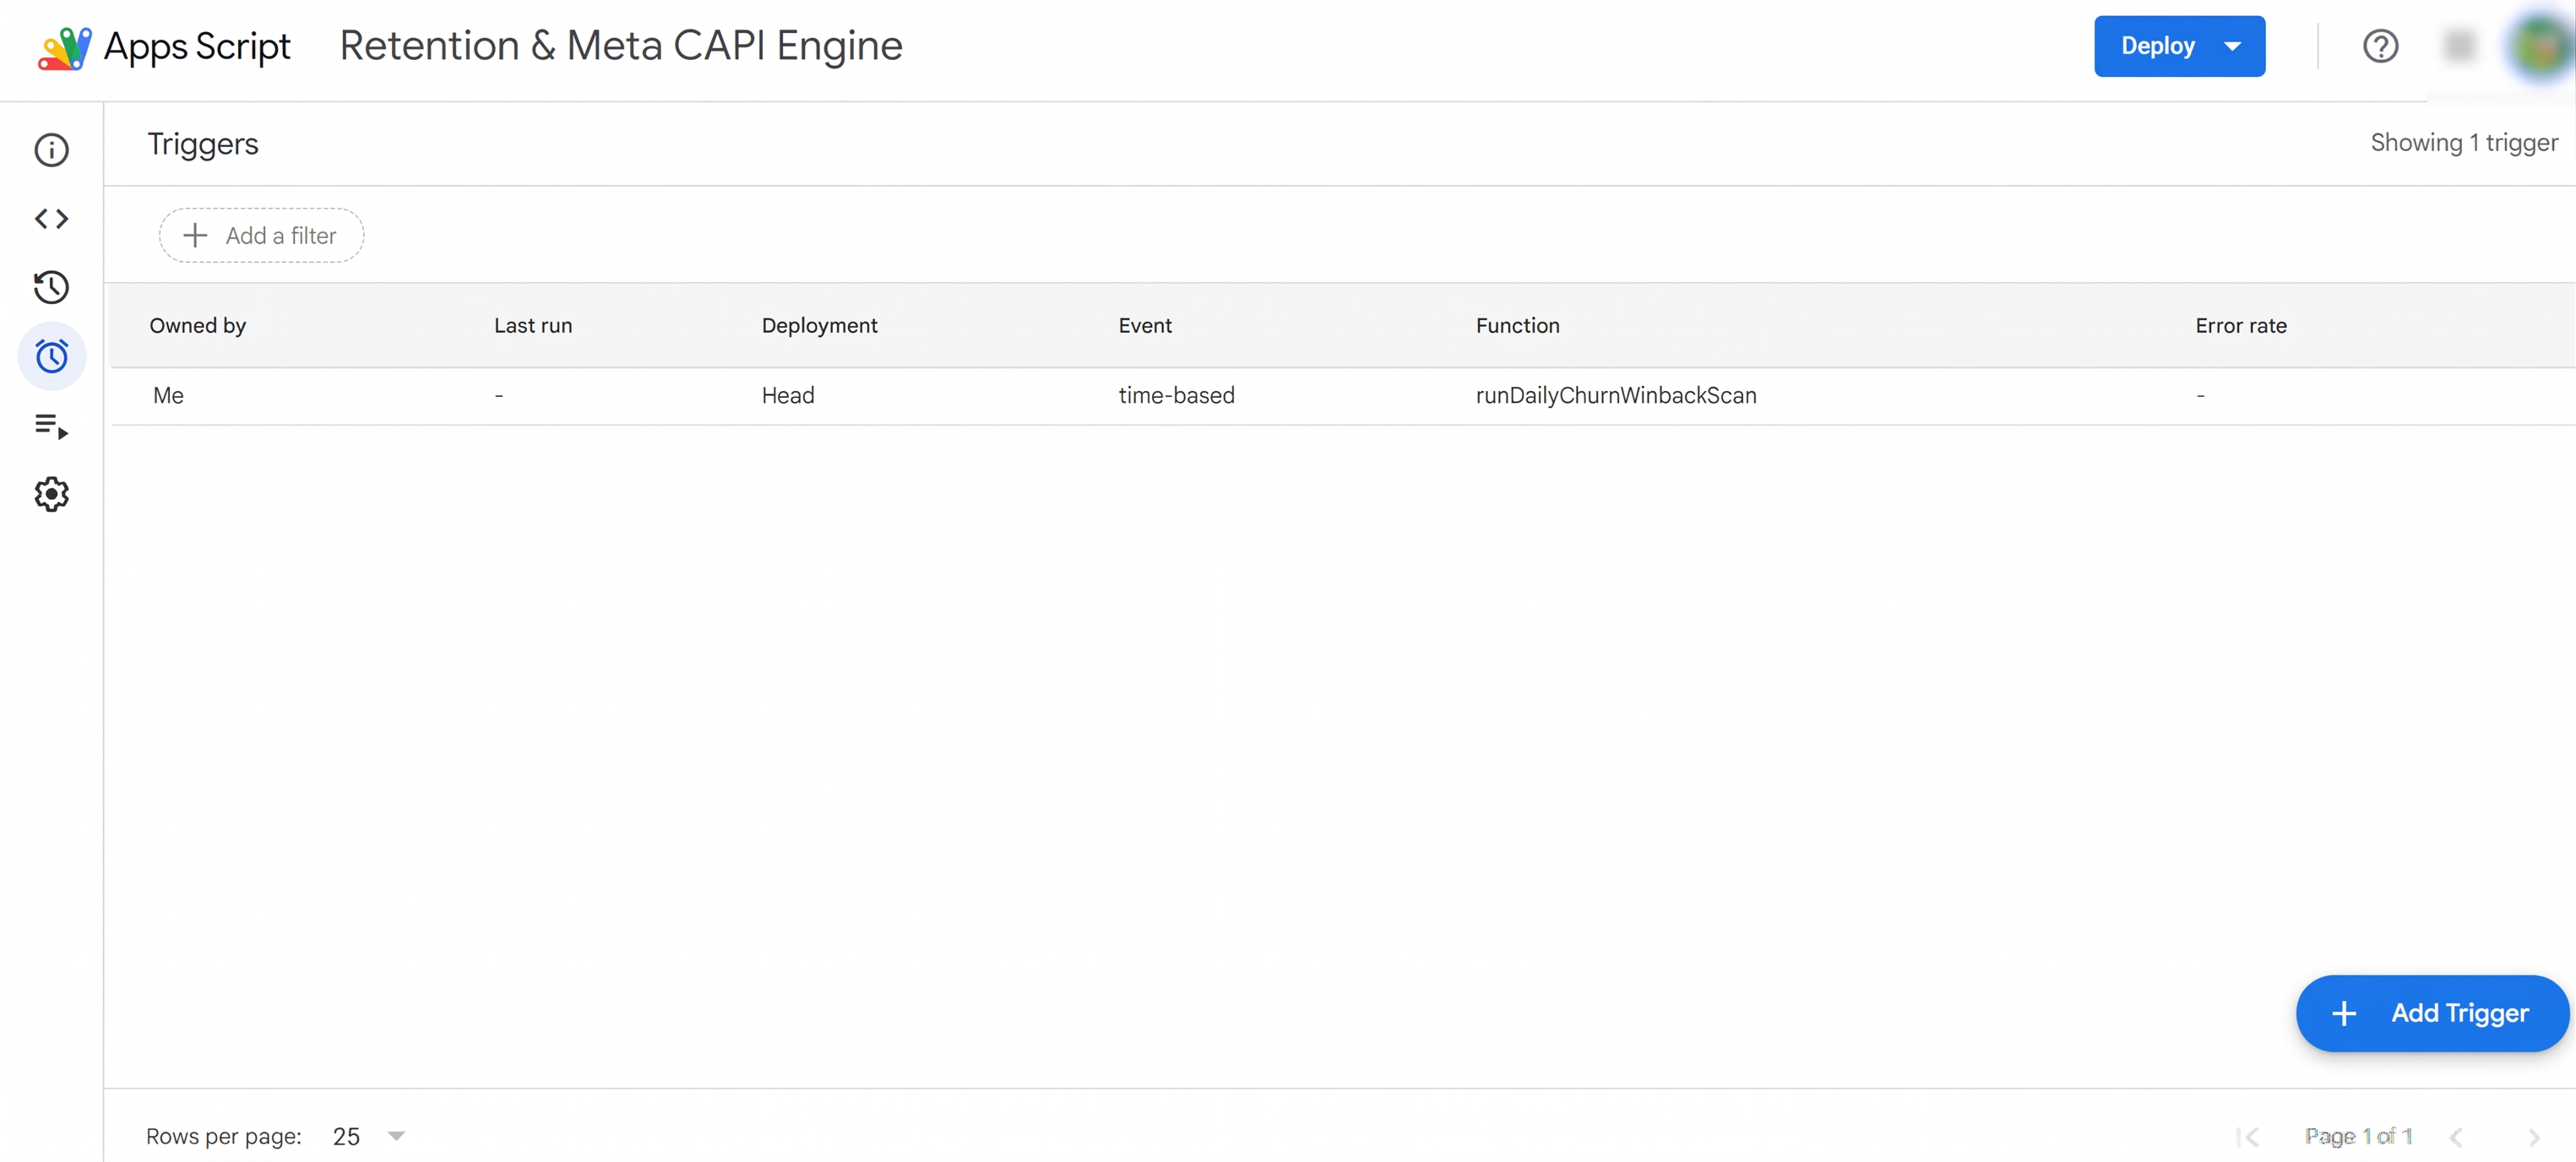 Apps Script Retention & Meta CAPI Engine Deploy
Triggers Showing 1 trigger
Add a filter
Owned by Last run Deployment Event Function Error rate
Me - Head time-based runDailyChurnWinbackScan -
Add Trigger
Rows per page: 25 Page 1 of 1